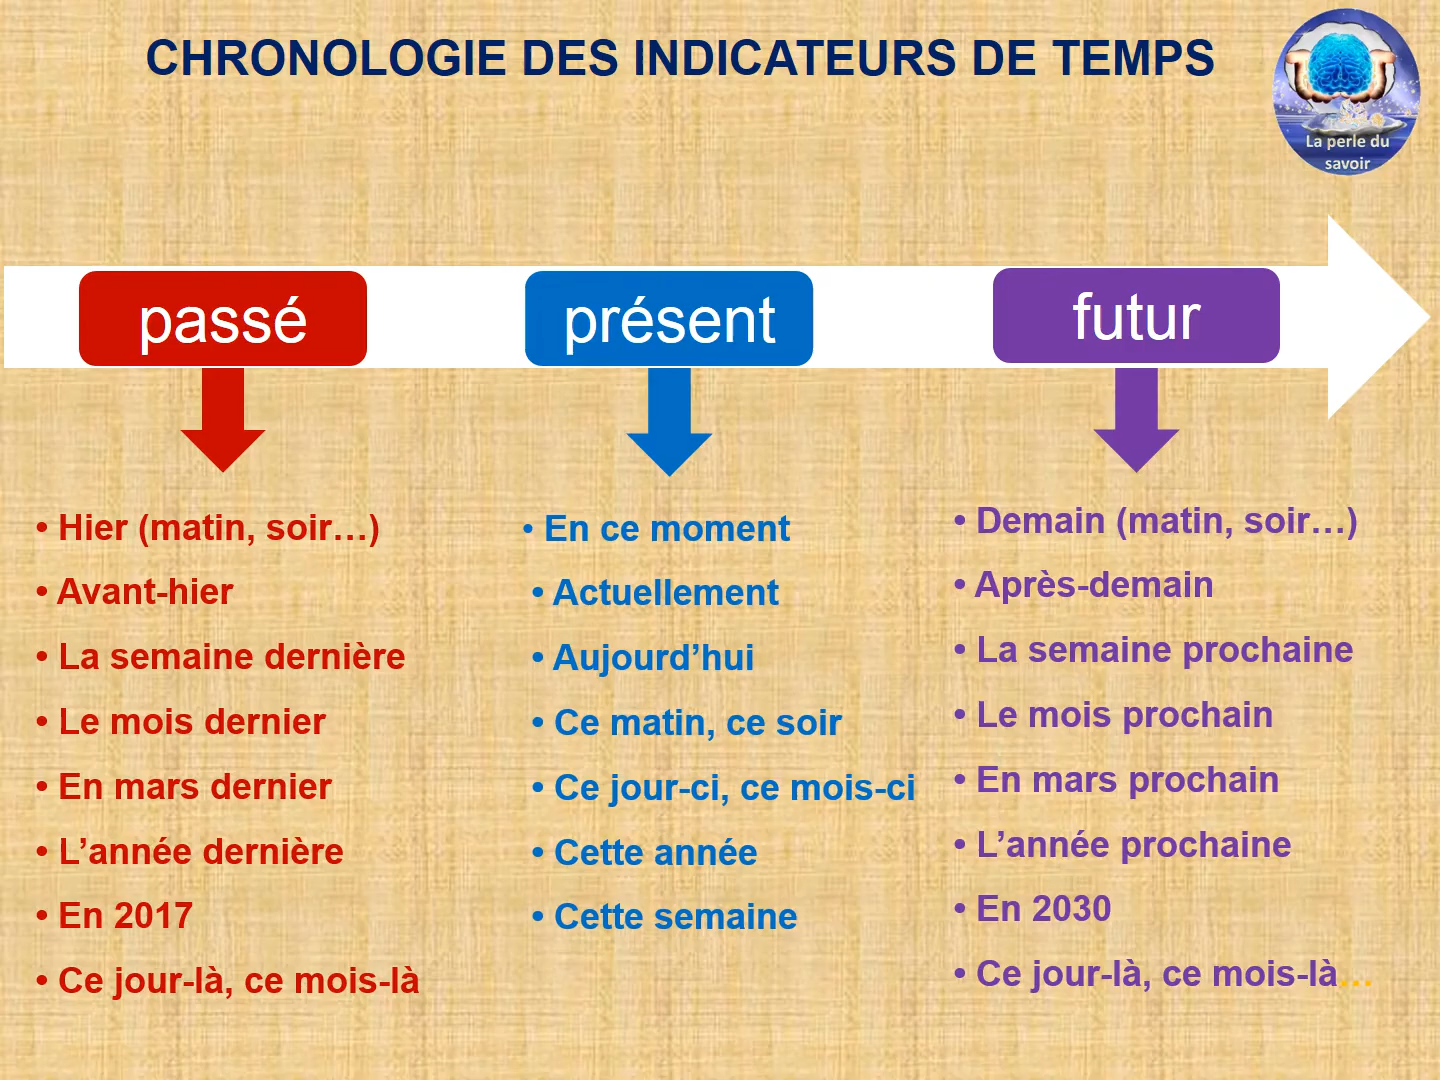 CHRONOLOGIE DES INDICATEURS DE TEMPS
La perle du
savoir
passé
présent
futur
• Hier (matin, soir…)
• Avant-hier
• La semaine dernière
• Le mois dernier
• En mars dernier
• L’année dernière
• En 2017
• Ce jour-là, ce mois-là
• En ce moment
• Actuellement
• Aujourd’hui
• Ce matin, ce soir
• Ce jour-ci, ce mois-ci
• Cette année
• Cette semaine
• Demain (matin, soir…)
• Après-demain
• La semaine prochaine
• Le mois prochain
• En mars prochain
• L’année prochaine
• En 2030
• Ce jour-là, ce mois-là…